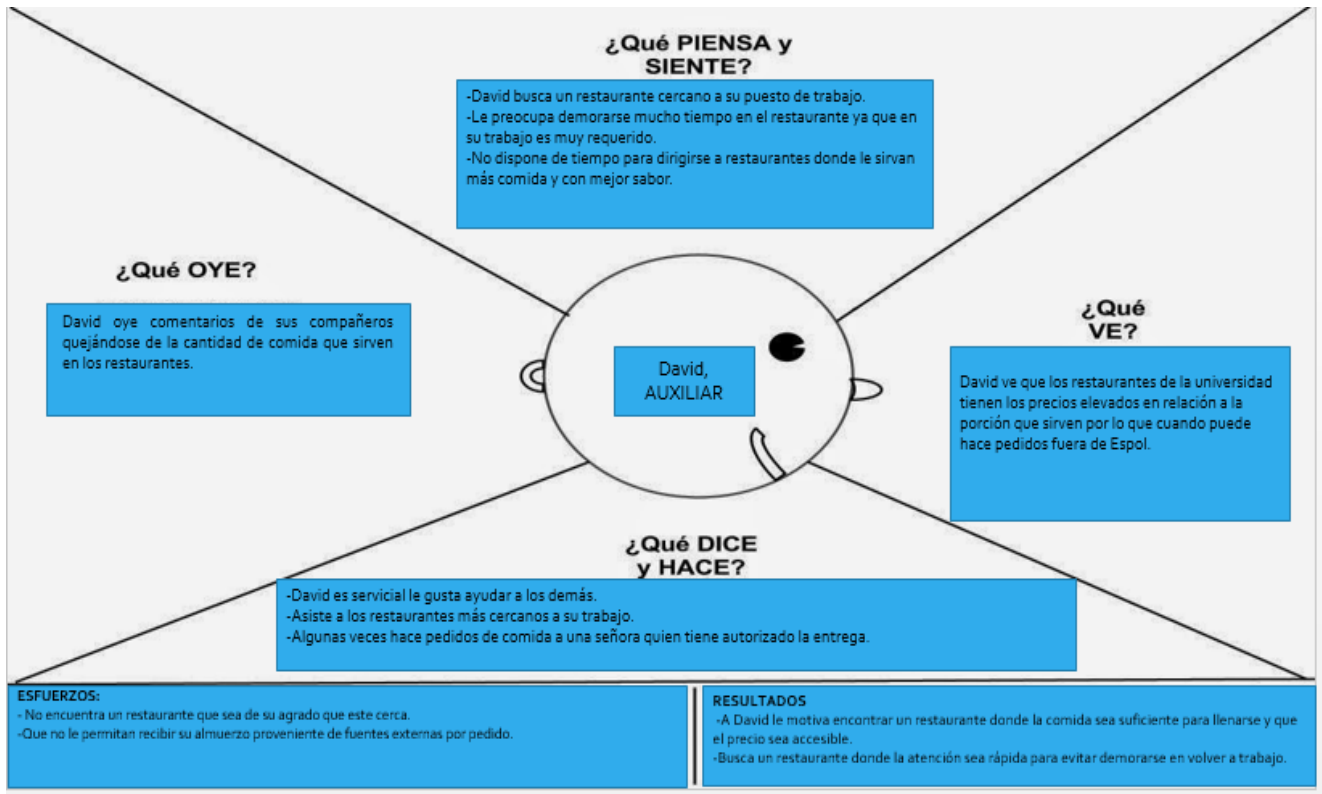 ¿Qué PIENSA y
SIENTE?
-David busca un restaurante cercano a su puesto de trabajo.
-Le preocupa demorarse mucho tiempo en el restaurante ya que en
su trabajo es muy requerido.
-No dispone de tiempo para dirigirse a restaurantes donde le sirvan
más comida y con mejor sabor.
¿Qué OYE?
David oye comentarios de sus compañeros
quejándose de la cantidad de comida que sirven
en los restaurantes.
David,
AUXILIAR
¿Qué
VE?
David ve que los restaurantes de la universidad
tienen los precios elevados en relación a la
porción que sirven por lo que cuando puede
hace pedidos fuera de Espol.
¿Qué DICE
y HACE?
-David es servicial le gusta ayudar a los demás.
-Asiste a los restaurantes más cercanos a su trabajo.
-Algunas veces hace pedidos de comida a una señora quien tiene autorizado la entrega.
ESFUERZOS:
- No encuentra un restaurante que sea de su agrado que este cerca.
-Que no le permitan recibir su almuerzo proveniente de fuentes externas por pedido.
RESULTADOS
-A David le motiva encontrar un restaurante donde la comida sea suficiente para llenarse y que
el precio sea accesible.
-Busca un restaurante donde la atención sea rápida para evitar demorarse en volver a trabajo.